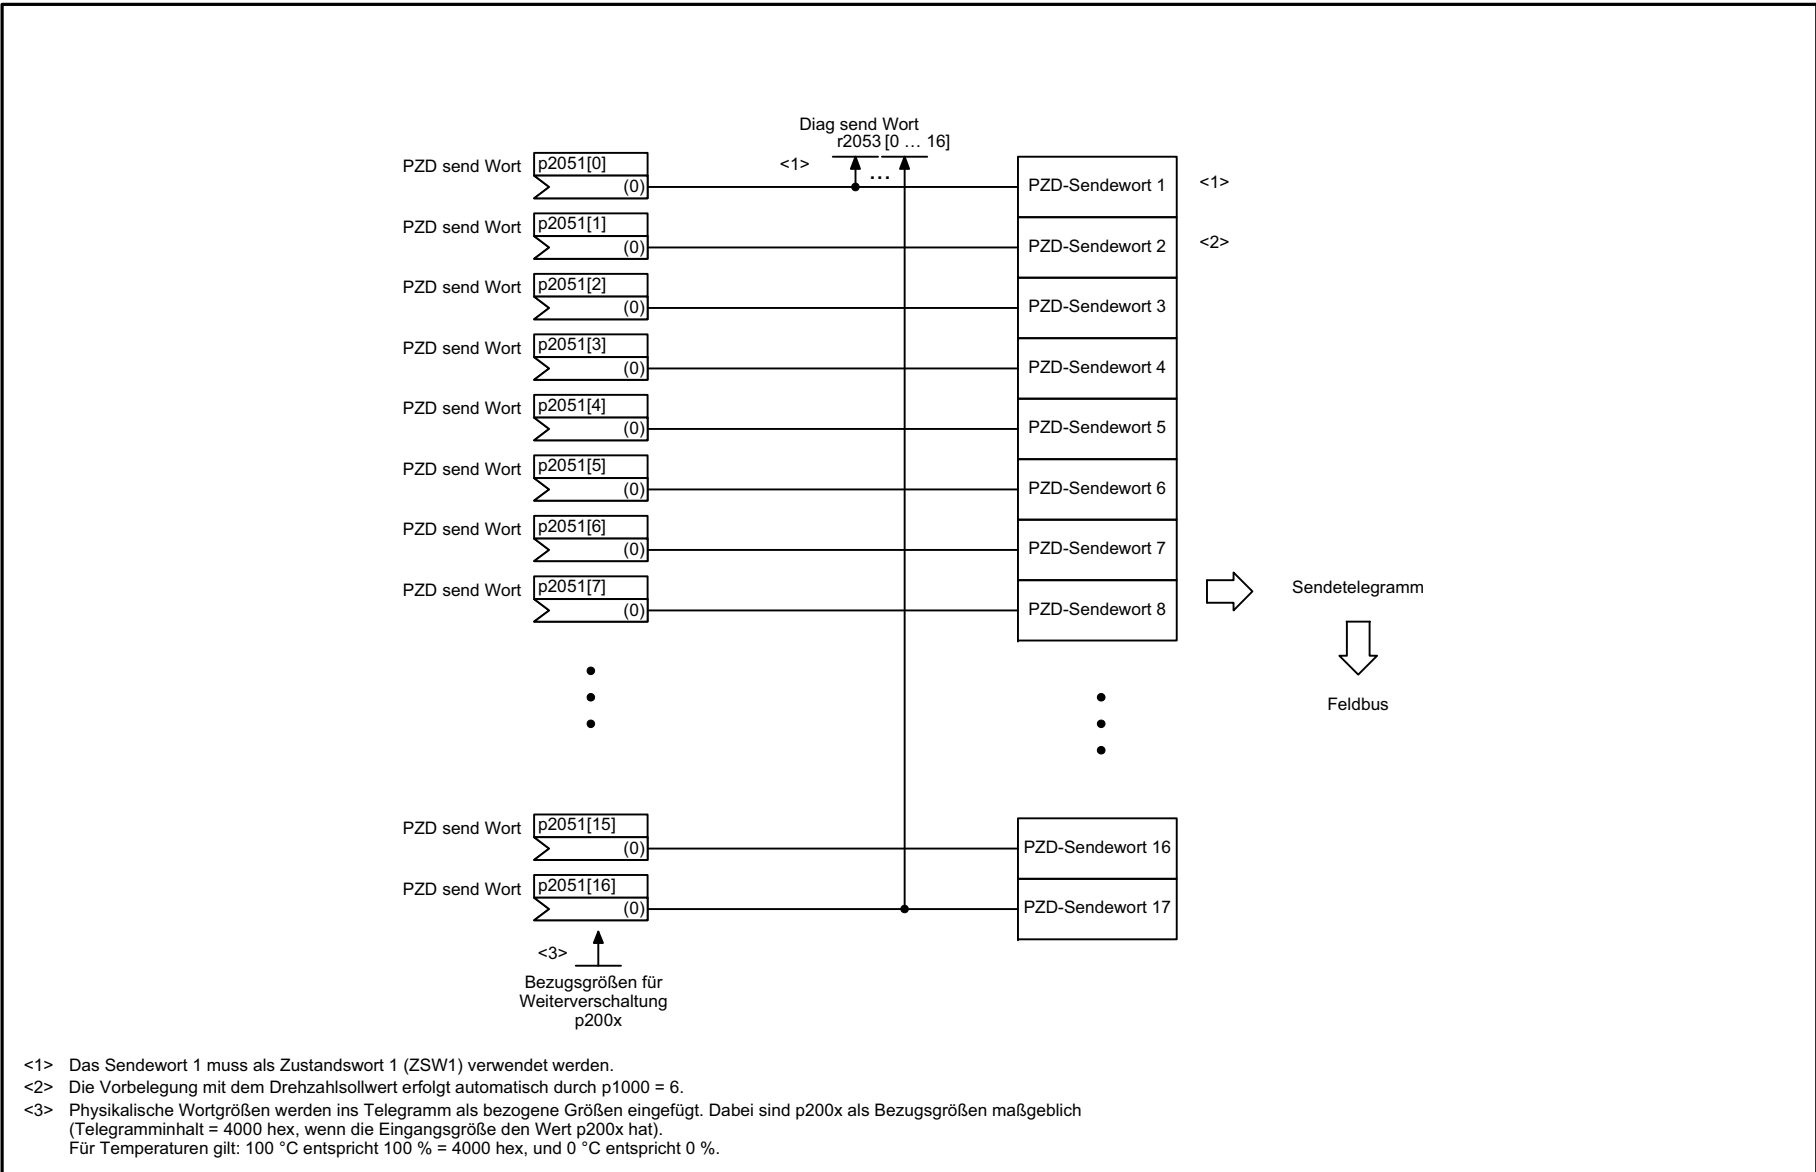 Diag send Wort
r2053 [0 … 16]
<1>
...
PZD send Wort p2051[0]
(0)
PZD-Sendewort 1 <1>
PZD send Wort p2051[1]
(0)
PZD-Sendewort 2 <2>
PZD send Wort p2051[2]
(0)
PZD-Sendewort 3
PZD send Wort p2051[3]
(0)
PZD-Sendewort 4
PZD send Wort p2051[4]
(0)
PZD-Sendewort 5
PZD send Wort p2051[5]
(0)
PZD-Sendewort 6
PZD send Wort p2051[6]
(0)
PZD-Sendewort 7
PZD send Wort p2051[7]
(0)
PZD-Sendewort 8
Sendetelegramm
Feldbus
PZD send Wort p2051[15]
(0)
PZD-Sendewort 16
PZD send Wort p2051[16]
(0)
PZD-Sendewort 17
<3>
Bezugsgrößen für
Weiterverschaltung
p200x
<1> Das Sendewort 1 muss als Zustandswort 1 (ZSW1) verwendet werden.
<2> Die Vorbelegung mit dem Drehzahlsollwert erfolgt automatisch durch p1000 = 6.
<3> Physikalische Wortgrößen werden ins Telegramm als bezogene Größen eingefügt. Dabei sind p200x als Bezugsgrößen maßgeblich
(Telegramminhalt = 4000 hex, wenn die Eingangsgröße den Wert p200x hat).
Für Temperaturen gilt: 100 °C entspricht 100 % = 4000 hex, und 0 °C entspricht 0 %.